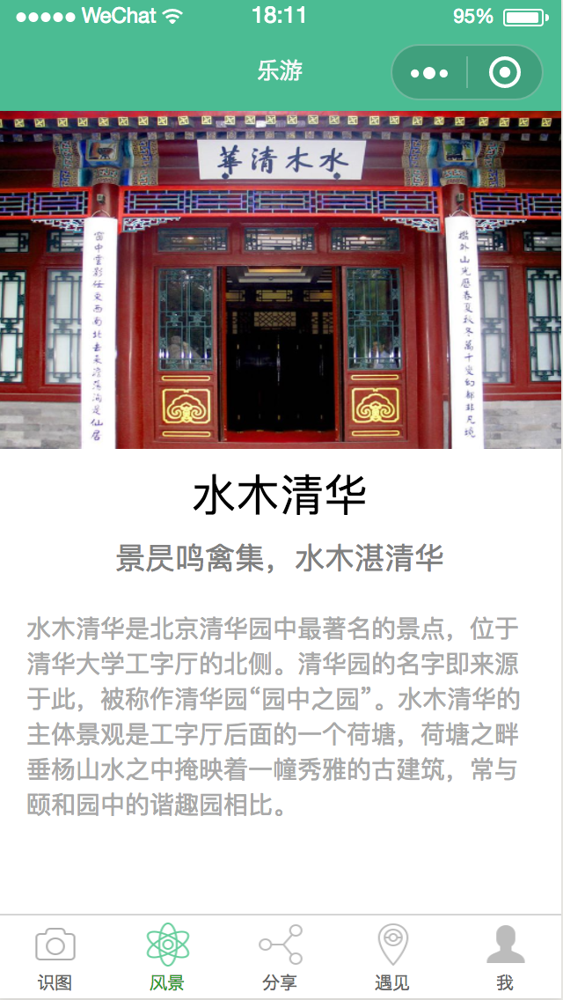 ●●●●● WeChat 18:11 95%
乐游
水木清華
檻外山光歷春夏秋冬萬千變幻都非凡境
窗中雲影任東西南北去來澹蕩洵是仙居
水木清华
景昃鸣禽集，水木湛清华
水木清华是北京清华园中最著名的景点，位于
清华大学工字厅的北侧。清华园的名字即来源
于此，被称作清华园“园中之园”。水木清华的
主体景观是工字厅后面的一个荷塘，荷塘之畔
垂杨山水之中掩映着一幢秀雅的古建筑，常与
颐和园中的谐趣园相比。
识图 风景 分享 遇见 我